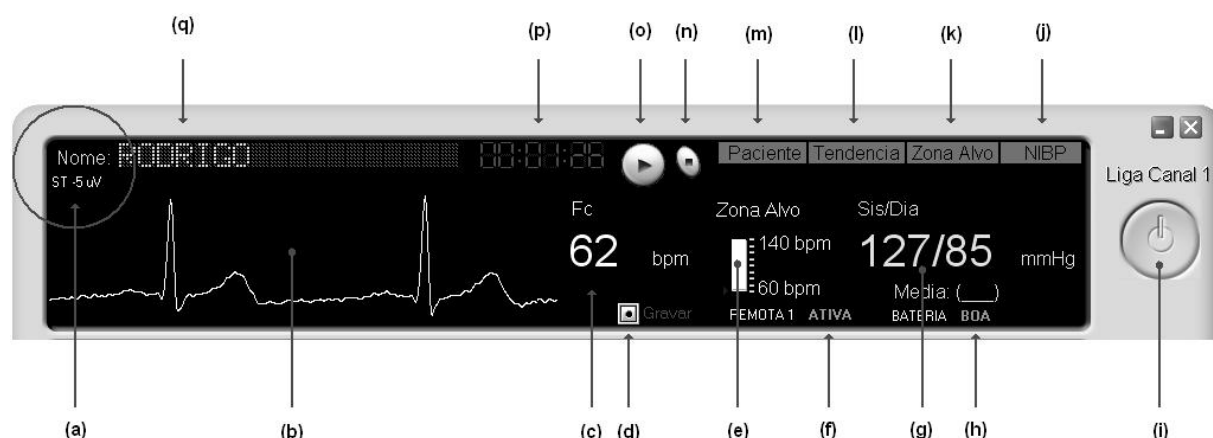 (q) (p) (o) (n) (m) (l) (k) (j)
Nome: RODRIGO
ST -5 uV
Paciente Tendencia Zona Alvo NIBP
Liga Canal 1
Fc Zona Alvo Sis/Dia
62 bpm
140 bpm
60 bpm
127/85 mmHg
Media: (___)
Gravar
REMOTA 1 ATIVA
BATERIA BOA
(a) (b) (c) (d) (e) (f) (g) (h) (i)